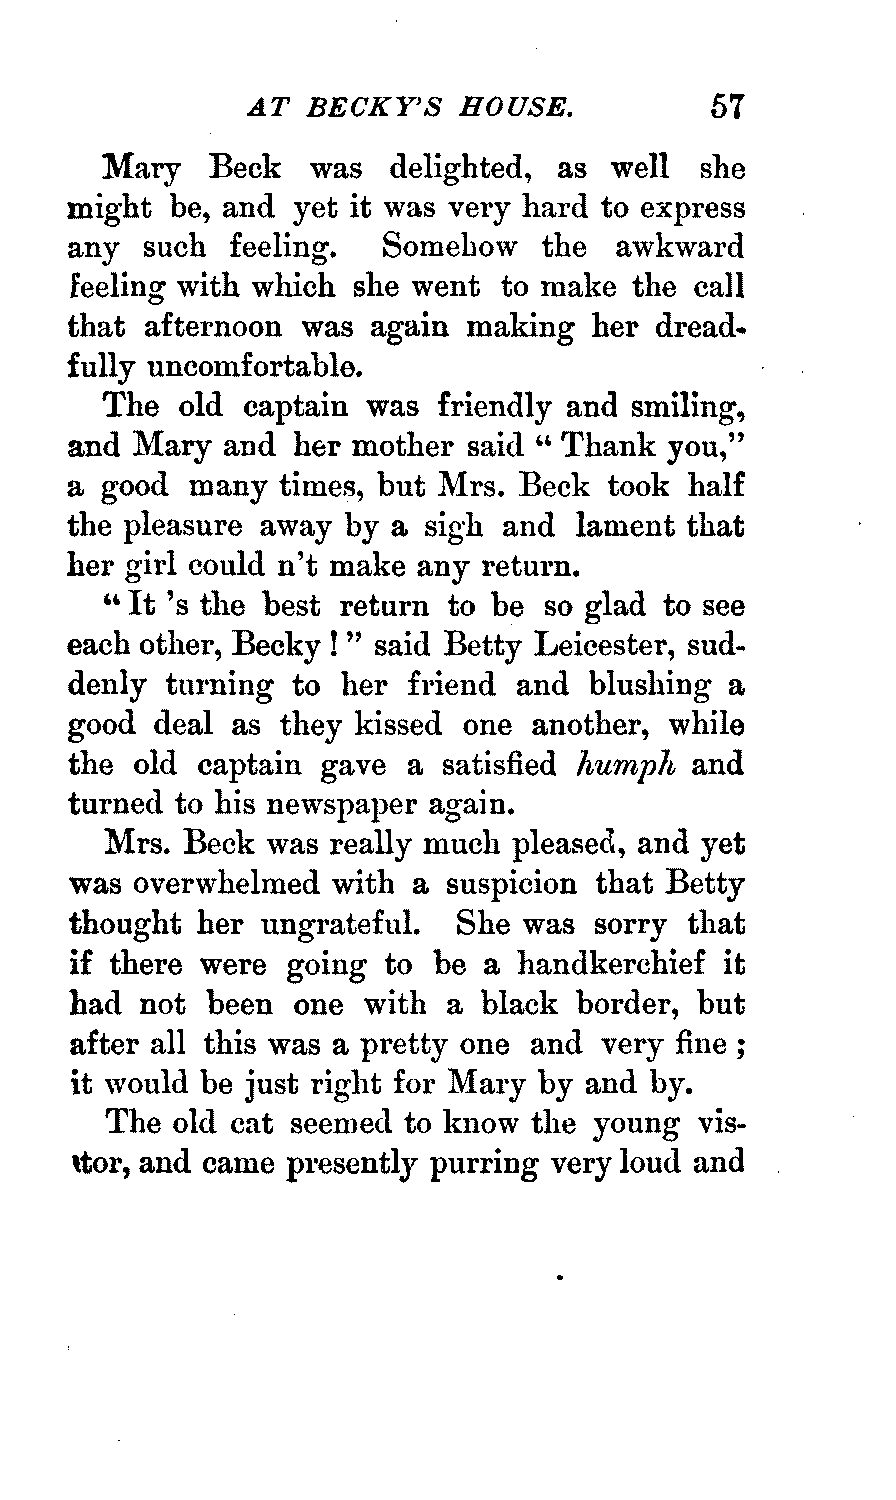 AT BECKY'S HOUSE. 57
Mary Beck was delighted, as well she
might be, and yet it was very hard to express
any such feeling. Somehow the awkward
feeling with which she went to make the call
that afternoon was again making her dread-
fully uncomfortable.
The old captain was friendly and smiling,
and Mary and her mother said “ Thank you,”
a good many times, but Mrs. Beck took half
the pleasure away by a sigh and lament that
her girl could n't make any return.
“ It 's the best return to be so glad to see
each other, Becky ! ” said Betty Leicester, sud-
denly turning to her friend and blushing a
good deal as they kissed one another, while
the old captain gave a satisfied humph and
turned to his newspaper again.
Mrs. Beck was really much pleased, and yet
was overwhelmed with a suspicion that Betty
thought her ungrateful. She was sorry that
if there were going to be a handkerchief it
had not been one with a black border, but
after all this was a pretty one and very fine ;
it would be just right for Mary by and by.
The old cat seemed to know the young vis-
itor, and came presently purring very loud and